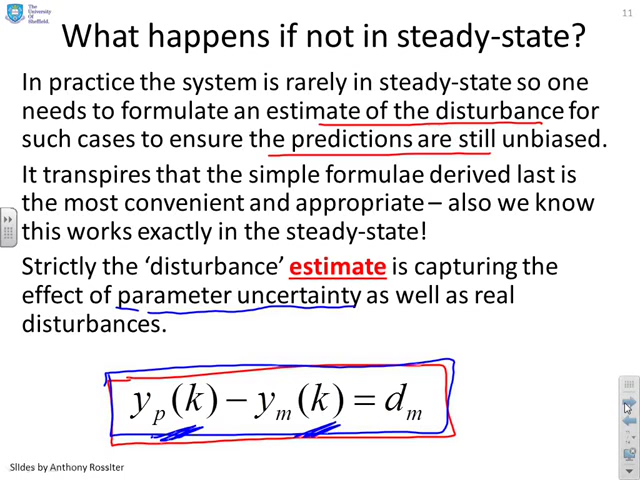 The
University
Of
Sheffield.
11
What happens if not in steady-state?
In practice the system is rarely in steady-state so one
needs to formulate an estimate of the disturbance for
such cases to ensure the predictions are still unbiased.
It transpires that the simple formulae derived last is
the most convenient and appropriate – also we know
this works exactly in the steady-state!
Strictly the ‘disturbance’ estimate is capturing the
effect of parameter uncertainty as well as real
disturbances.
y_p(k) − y_m(k) = d_m
Slides by Anthony Rossiter